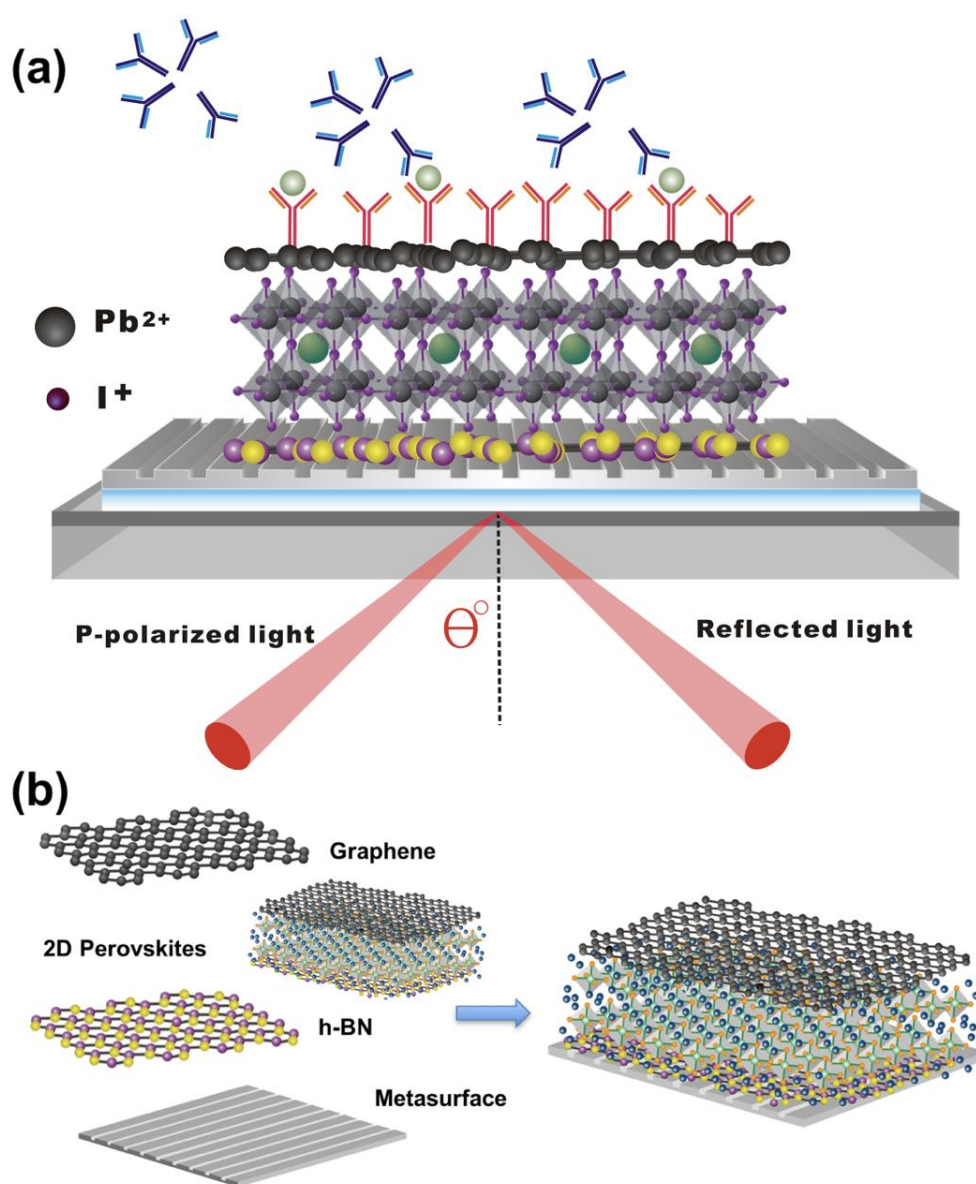 (a)
Pb²⁺
I⁺
P-polarized light
Θ°
Reflected light
(b)
Graphene
2D Perovskites
h-BN
Metasurface